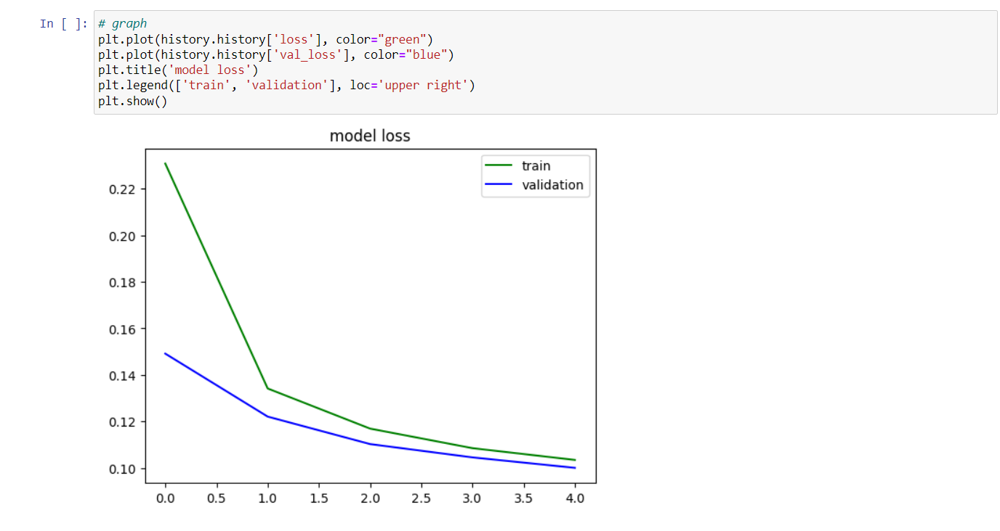 In [ ]: # graph
plt.plot(history.history['loss'], color="green")
plt.plot(history.history['val_loss'], color="blue")
plt.title('model loss')
plt.legend(['train', 'validation'], loc='upper right')
plt.show()
model loss
train
validation
0.22
0.20
0.18
0.16
0.14
0.12
0.10
0.0 0.5 1.0 1.5 2.0 2.5 3.0 3.5 4.0